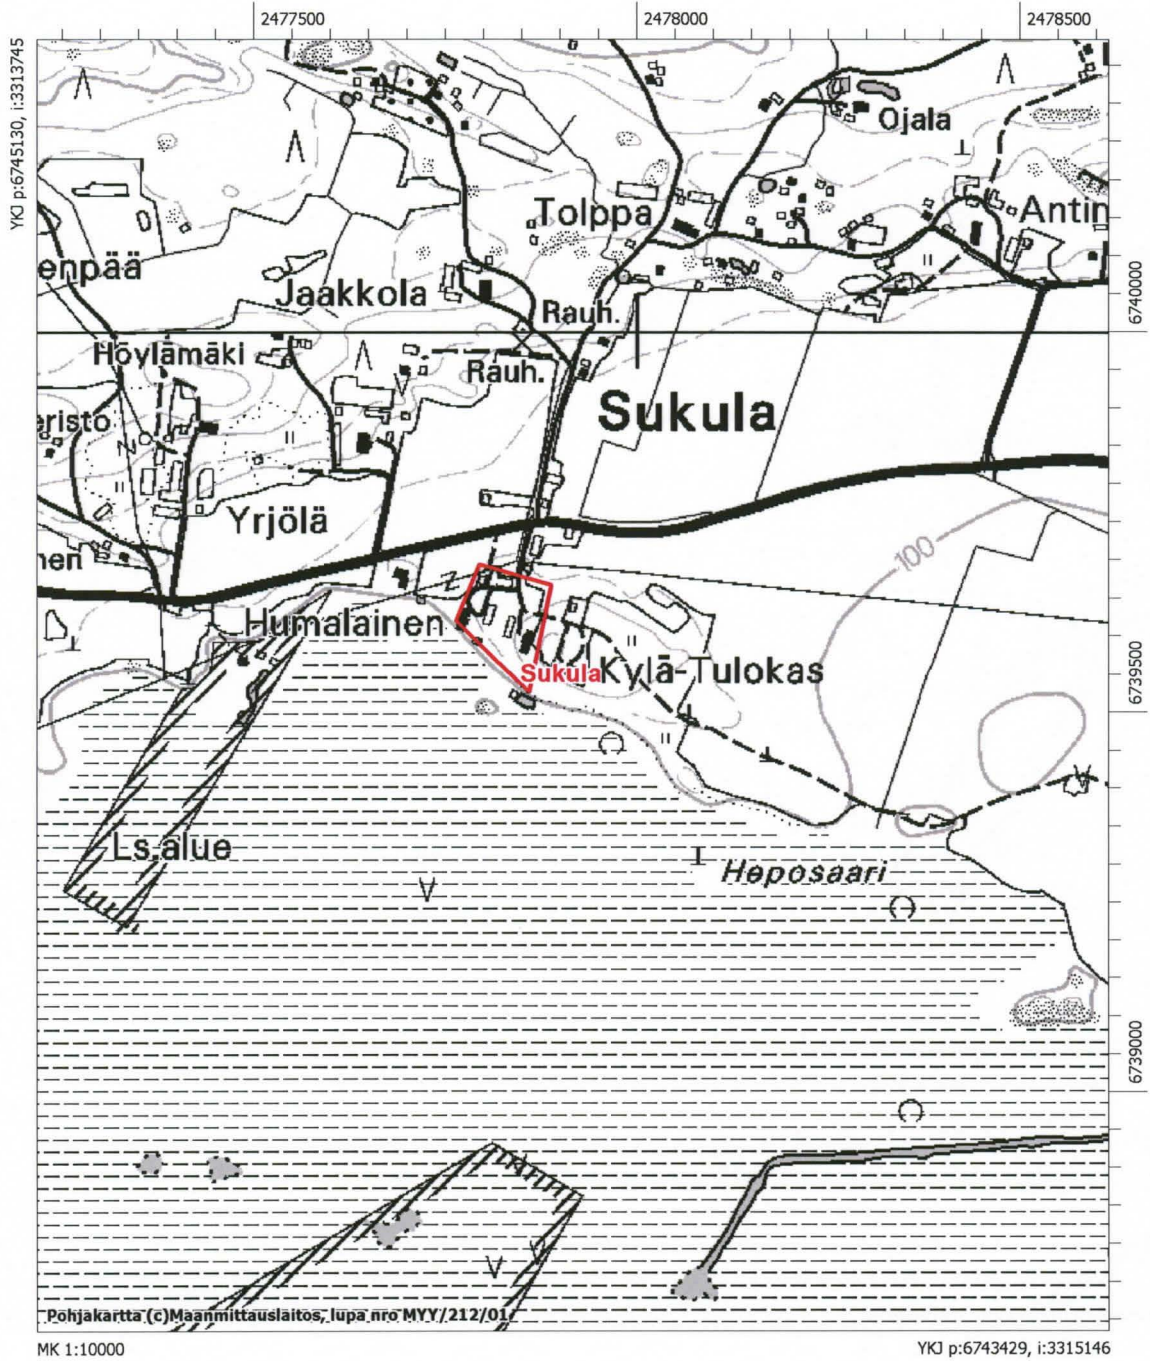 2477500
2478000
2478500
YKJ p:6745130, i:3313745
Ojala
Tolppa
Antin
enpää
Jaakkola
6740000
Rauh.
Höylämäki
Rauh.
Sukula
eristo
Yrjölä
100
nen
Humalainen
Sukula
Kylä-Tulokas
6739500
Ls.alue
Heposaari
6739000
Pohjakartta (c)Maanmittauslaitos, lupa nro MYY/212/01
MK 1:10000
YKJ p:6743429, i:3315146